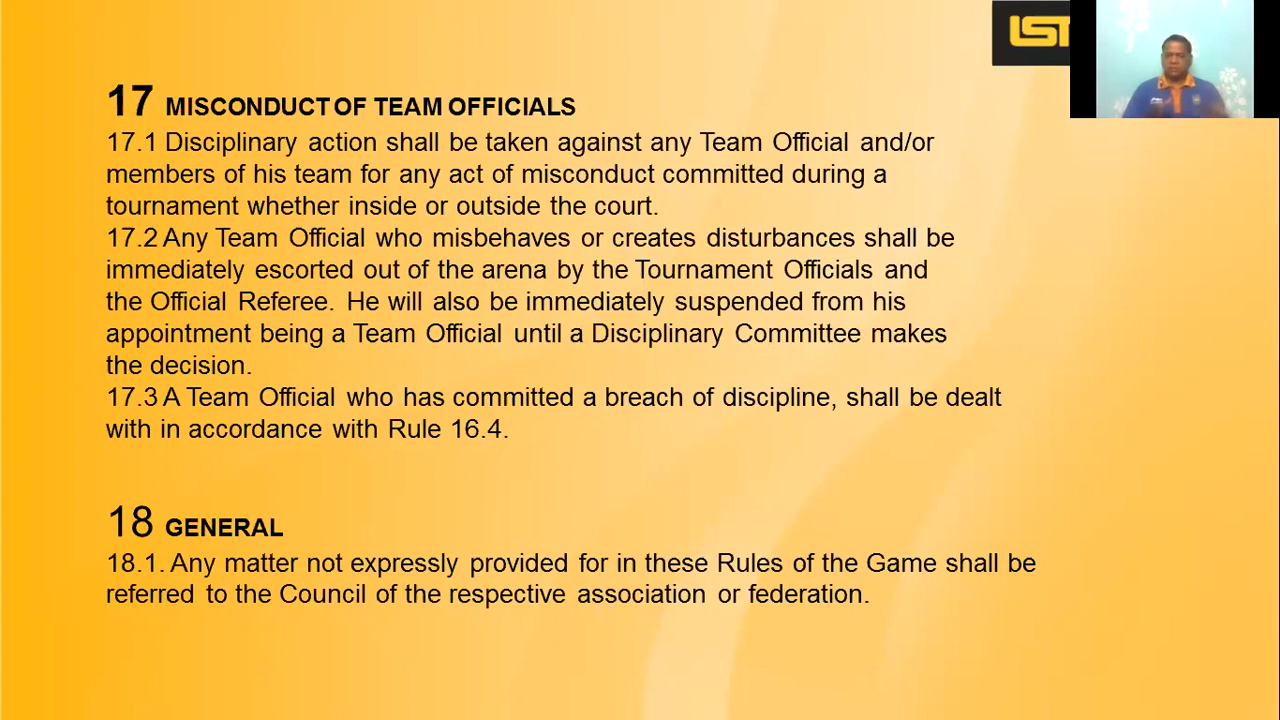 IST
17 MISCONDUCT OF TEAM OFFICIALS
17.1 Disciplinary action shall be taken against any Team Official and/or
members of his team for any act of misconduct committed during a
tournament whether inside or outside the court.
17.2 Any Team Official who misbehaves or creates disturbances shall be
immediately escorted out of the arena by the Tournament Officials and
the Official Referee. He will also be immediately suspended from his
appointment being a Team Official until a Disciplinary Committee makes
the decision.
17.3 A Team Official who has committed a breach of discipline, shall be dealt
with in accordance with Rule 16.4.
18 GENERAL
18.1. Any matter not expressly provided for in these Rules of the Game shall be
referred to the Council of the respective association or federation.